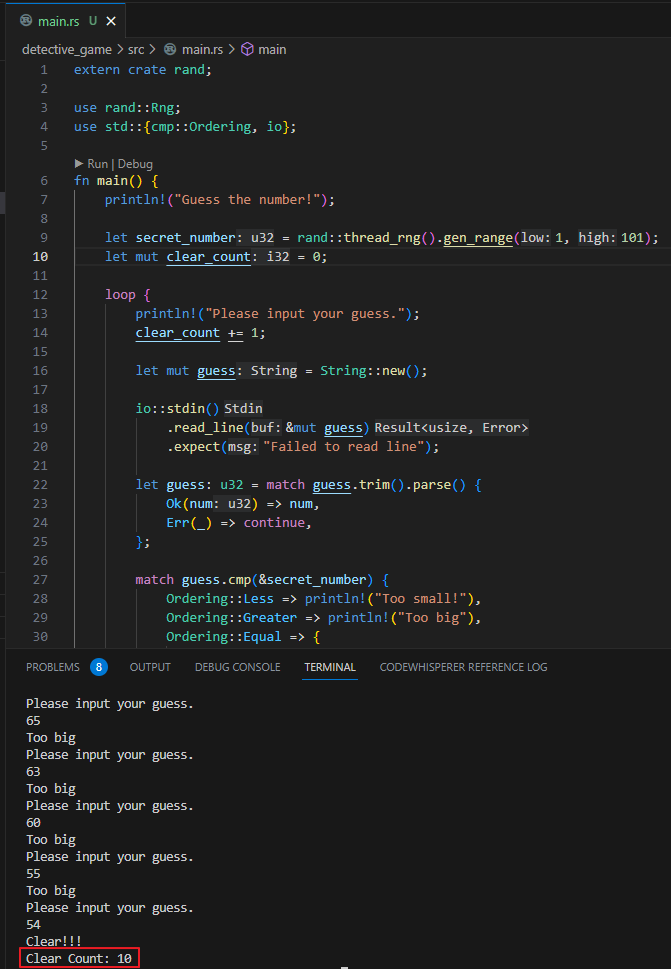 main.rs U ×
detective_game > src > main.rs > main
1 extern crate rand;
2
3 use rand::Rng;
4 use std::{cmp::Ordering, io};
5
▶ Run | Debug
6 fn main() {
7     println!("Guess the number!");
8
9     let secret_number: u32 = rand::thread_rng().gen_range(low: 1, high: 101);
10     let mut clear_count: i32 = 0;
11
12     loop {
13         println!("Please input your guess.");
14         clear_count += 1;
15
16         let mut guess: String = String::new();
17
18         io::stdin() Stdin
19             .read_line(buf: &mut guess) Result<usize, Error>
20             .expect(msg: "Failed to read line");
21
22         let guess: u32 = match guess.trim().parse() {
23             Ok(num: u32) => num,
24             Err(_) => continue,
25         };
26
27         match guess.cmp(&secret_number) {
28             Ordering::Less => println!("Too small!"),
29             Ordering::Greater => println!("Too big"),
30             Ordering::Equal => {
PROBLEMS 8 OUTPUT DEBUG CONSOLE TERMINAL CODEWHISPERER REFERENCE LOG
Please input your guess.
65
Too big
Please input your guess.
63
Too big
Please input your guess.
60
Too big
Please input your guess.
55
Too big
Please input your guess.
54
Clear!!!
Clear Count: 10